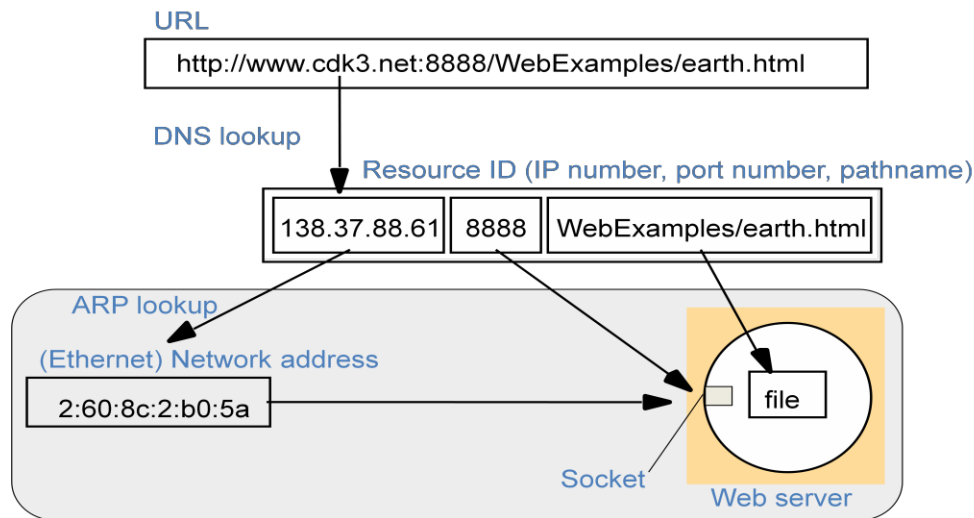 URL
http://www.cdk3.net:8888/WebExamples/earth.html
DNS lookup
Resource ID (IP number, port number, pathname)
138.37.88.61 8888 WebExamples/earth.html
ARP lookup
(Ethernet) Network address
2:60:8c:2:b0:5a
file
Socket
Web server